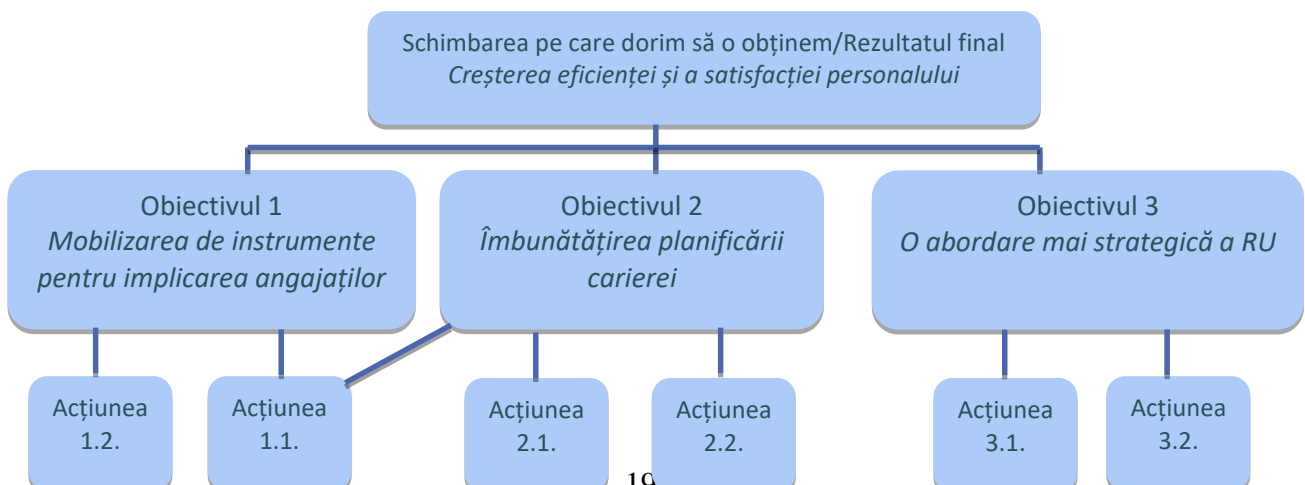 Schimbarea pe care dorim să o obținem/Rezultatul final
Creșterea eficienței și a satisfacției personalului
Obiectivul 1
Mobilizarea de instrumente
pentru implicarea angajaților
Obiectivul 2
Îmbunătățirea planificării
carierei
Obiectivul 3
O abordare mai strategică a RU
Acțiunea
1.2.
Acțiunea
1.1.
Acțiunea
2.1.
Acțiunea
2.2.
Acțiunea
3.1.
Acțiunea
3.2.
19